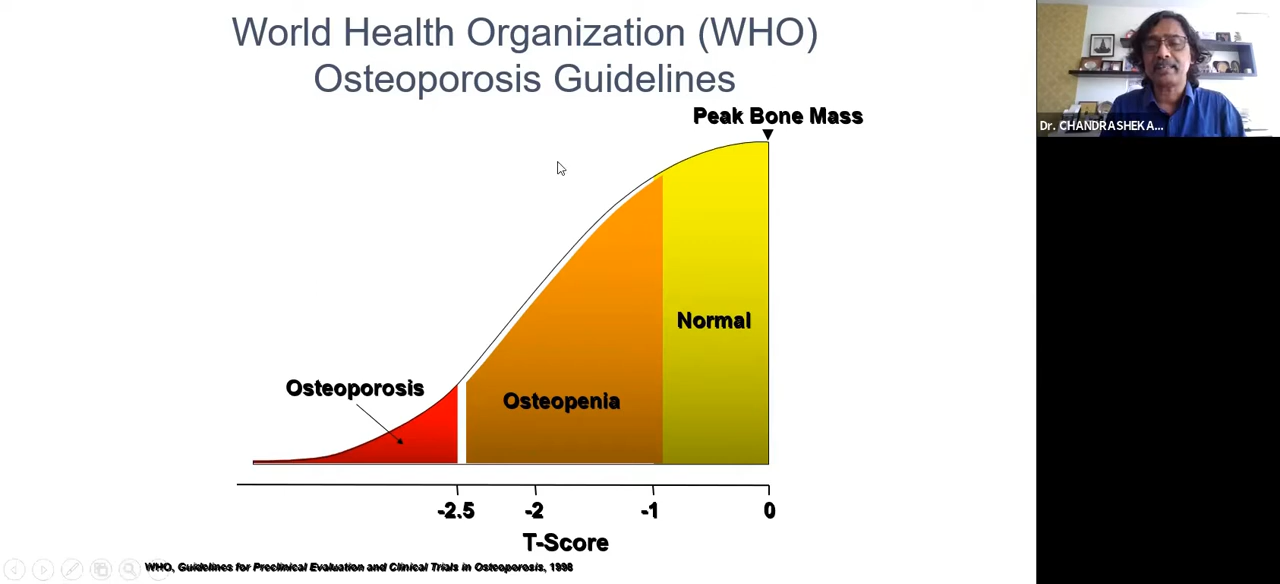 World Health Organization (WHO)
Osteoporosis Guidelines
Peak Bone Mass
Dr. CHANDRASHEKA...
Normal
Osteoporosis
Osteopenia
-2.5 -2 -1 0
T-Score
WHO, Guidelines for Preclinical Evaluation and Clinical Trials in Osteoporosis, 1998